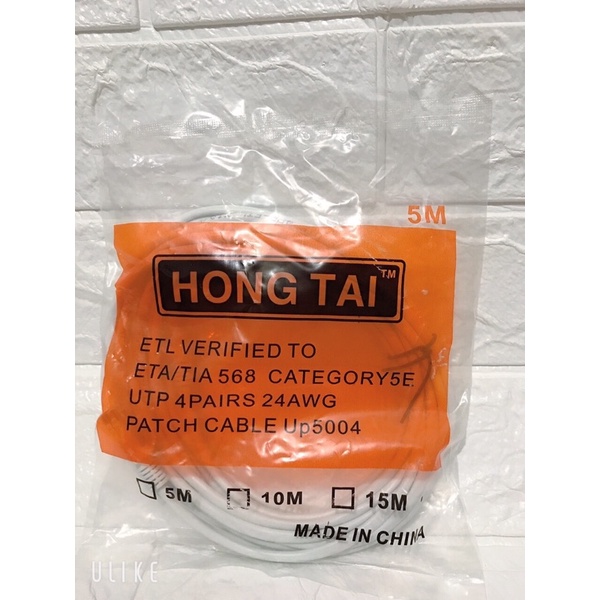 5M
HONG TAI™
ETL VERIFIED TO
ETA/TIA 568 CATEGORY5E
UTP 4PAIRS 24AWG
PATCH CABLE Up5004
5M 10M 15M
MADE IN CHINA
ULIKE